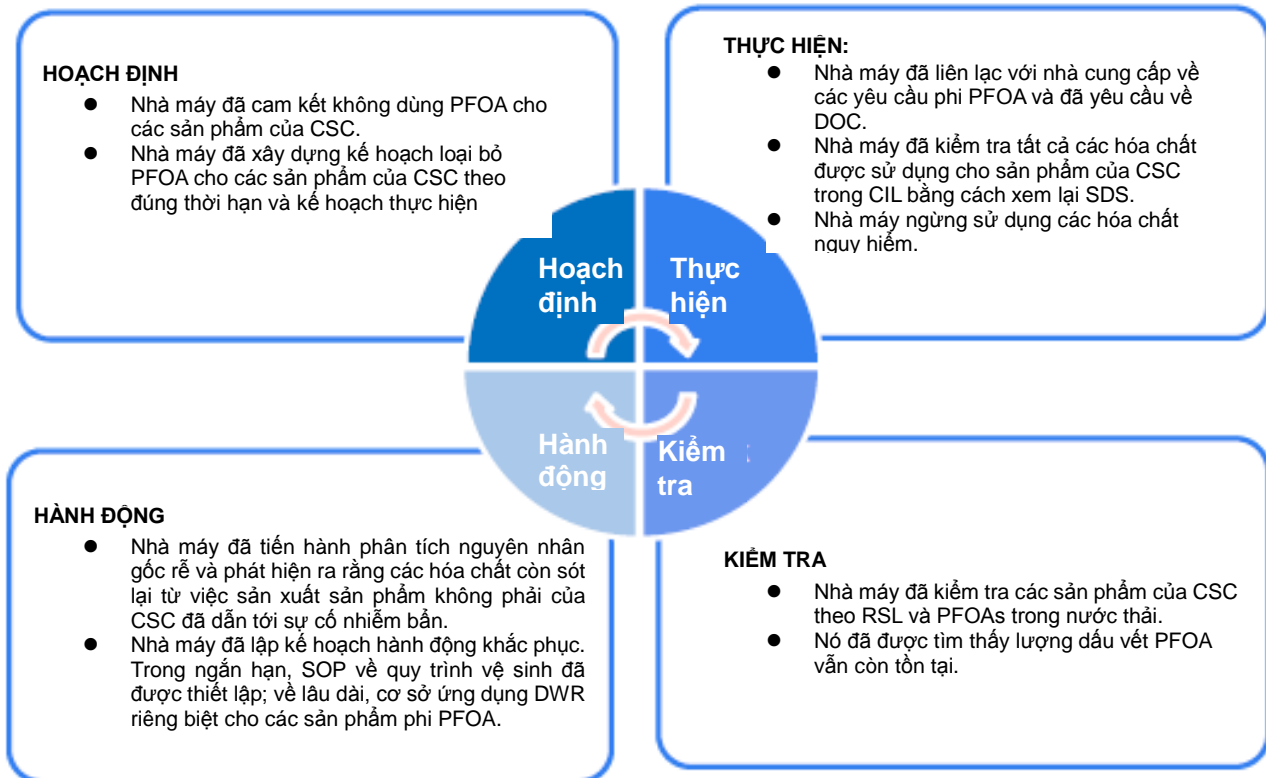 HOẠCH ĐỊNH
● Nhà máy đã cam kết không dùng PFOA cho
các sản phẩm của CSC.
● Nhà máy đã xây dựng kế hoạch loại bỏ
PFOA cho các sản phẩm của CSC theo
đúng thời hạn và kế hoạch thực hiện
THỰC HIỆN:
● Nhà máy đã liên lạc với nhà cung cấp về
các yêu cầu phi PFOA và đã yêu cầu về
DOC.
● Nhà máy đã kiểm tra tất cả các hóa chất
được sử dụng cho sản phẩm của CSC
trong CIL bằng cách xem lại SDS.
● Nhà máy ngừng sử dụng các hóa chất
nguy hiểm.
Hoạch
định
Thực
hiện
Hành
động
Kiểm
tra
HÀNH ĐỘNG
● Nhà máy đã tiến hành phân tích nguyên nhân
gốc rễ và phát hiện ra rằng các hóa chất còn sót
lại từ việc sản xuất sản phẩm không phải của
CSC đã dẫn tới sự cố nhiễm bẩn.
● Nhà máy đã lập kế hoạch hành động khắc phục.
Trong ngắn hạn, SOP về quy trình vệ sinh đã
được thiết lập; về lâu dài, cơ sở ứng dụng DWR
riêng biệt cho các sản phẩm phi PFOA.
KIỂM TRA
● Nhà máy đã kiểm tra các sản phẩm của CSC
theo RSL và PFOAs trong nước thải.
● Nó đã được tìm thấy lượng dấu vết PFOA
vẫn còn tồn tại.